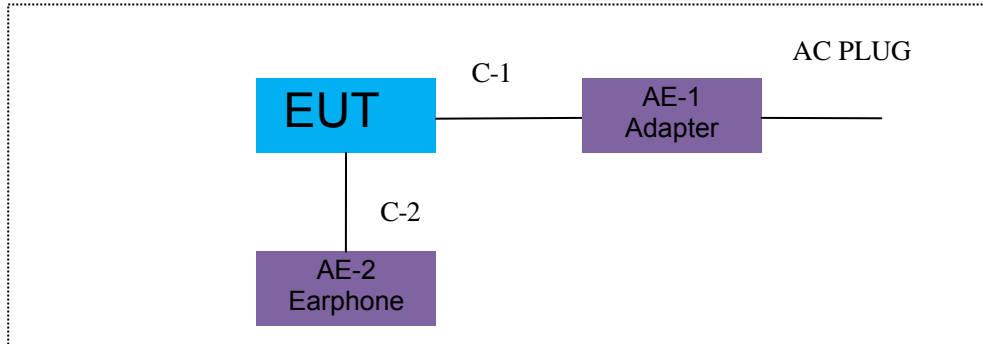 AC PLUG
C-1
EUT
AE-1
Adapter
C-2
AE-2
Earphone